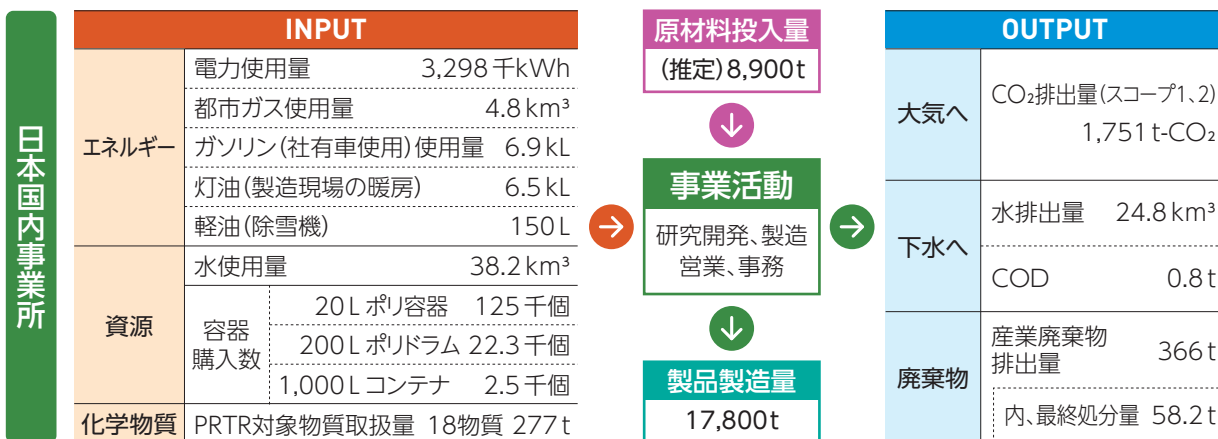 日本国内事業所
INPUT
エネルギー
電力使用量 3,298千kWh
都市ガス使用量 4.8km³
ガソリン(社有車使用)使用量 6.9kL
灯油(製造現場の暖房) 6.5kL
軽油(除雪機) 150L
資源
水使用量 38.2km³
容器
購入数
20Lポリ容器 125千個
200Lポリドラム 22.3千個
1,000Lコンテナ 2.5千個
化学物質
PRTR対象物質取扱量 18物質 277t
原材料投入量
(推定)8,900t
事業活動
研究開発、製造
営業、事務
製品製造量
17,800t
OUTPUT
大気へ
CO₂排出量(スコープ1、2)
1,751t-CO₂
下水へ
水排出量 24.8km³
COD 0.8t
廃棄物
産業廃棄物
排出量 366t
内、最終処分量 58.2t